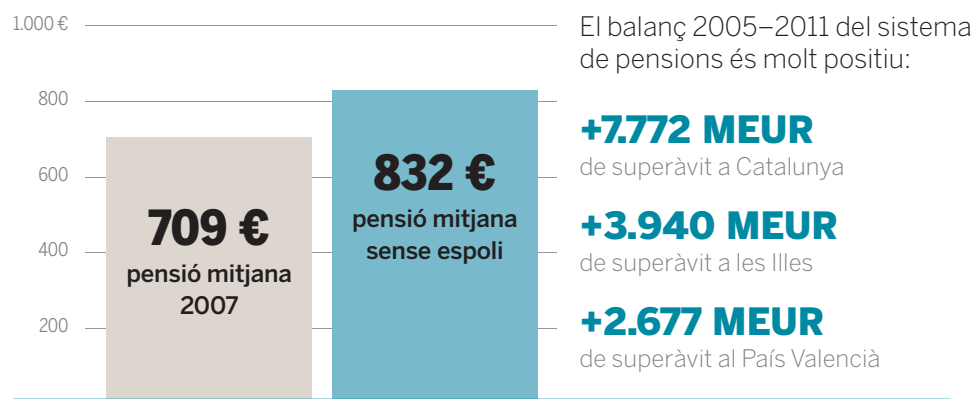 1.000 €
800
600
400
200
709 €
pensió mitjana
2007
832 €
pensió mitjana
sense espoli
El balanç 2005–2011 del sistema
de pensions és molt positiu:
+7.772 MEUR
de superàvit a Catalunya
+3.940 MEUR
de superàvit a les Illes
+2.677 MEUR
de superàvit al País Valencià